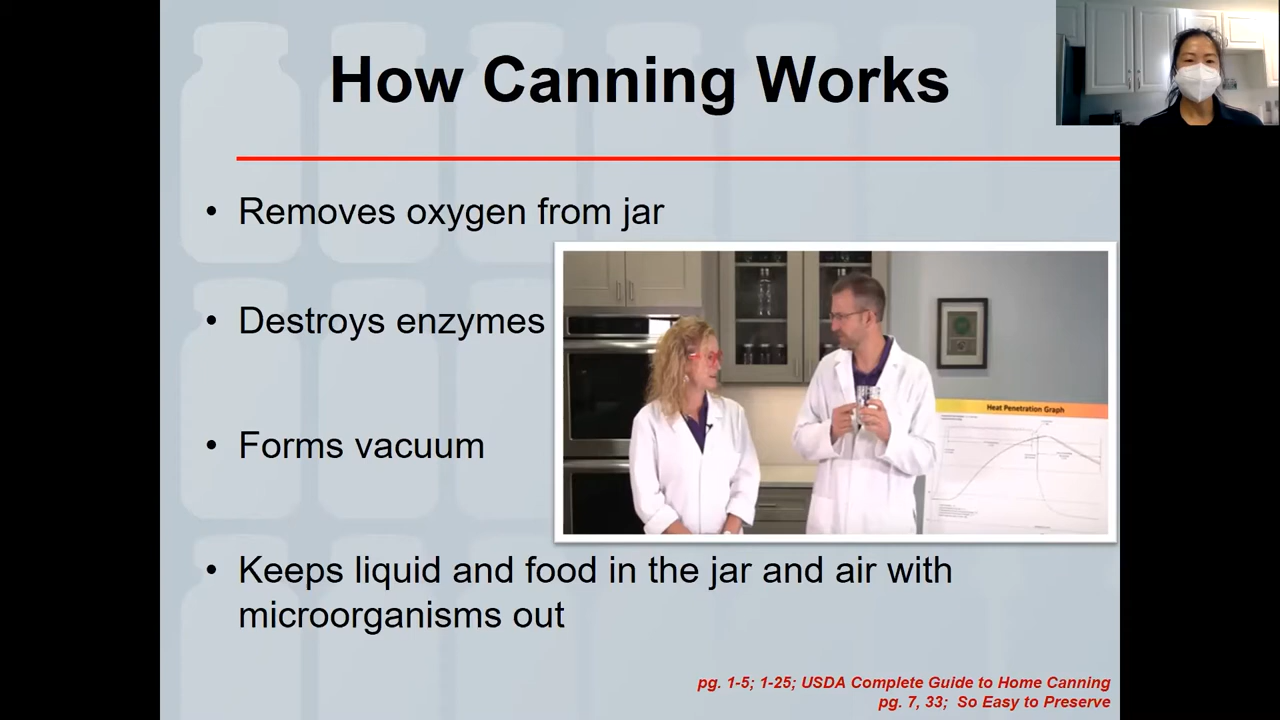 How Canning Works
• Removes oxygen from jar
• Destroys enzymes
• Forms vacuum
Heat Penetration Graph
• Keeps liquid and food in the jar and air with
microorganisms out
pg. 1-5; 1-25; USDA Complete Guide to Home Canning
pg. 7, 33; So Easy to Preserve